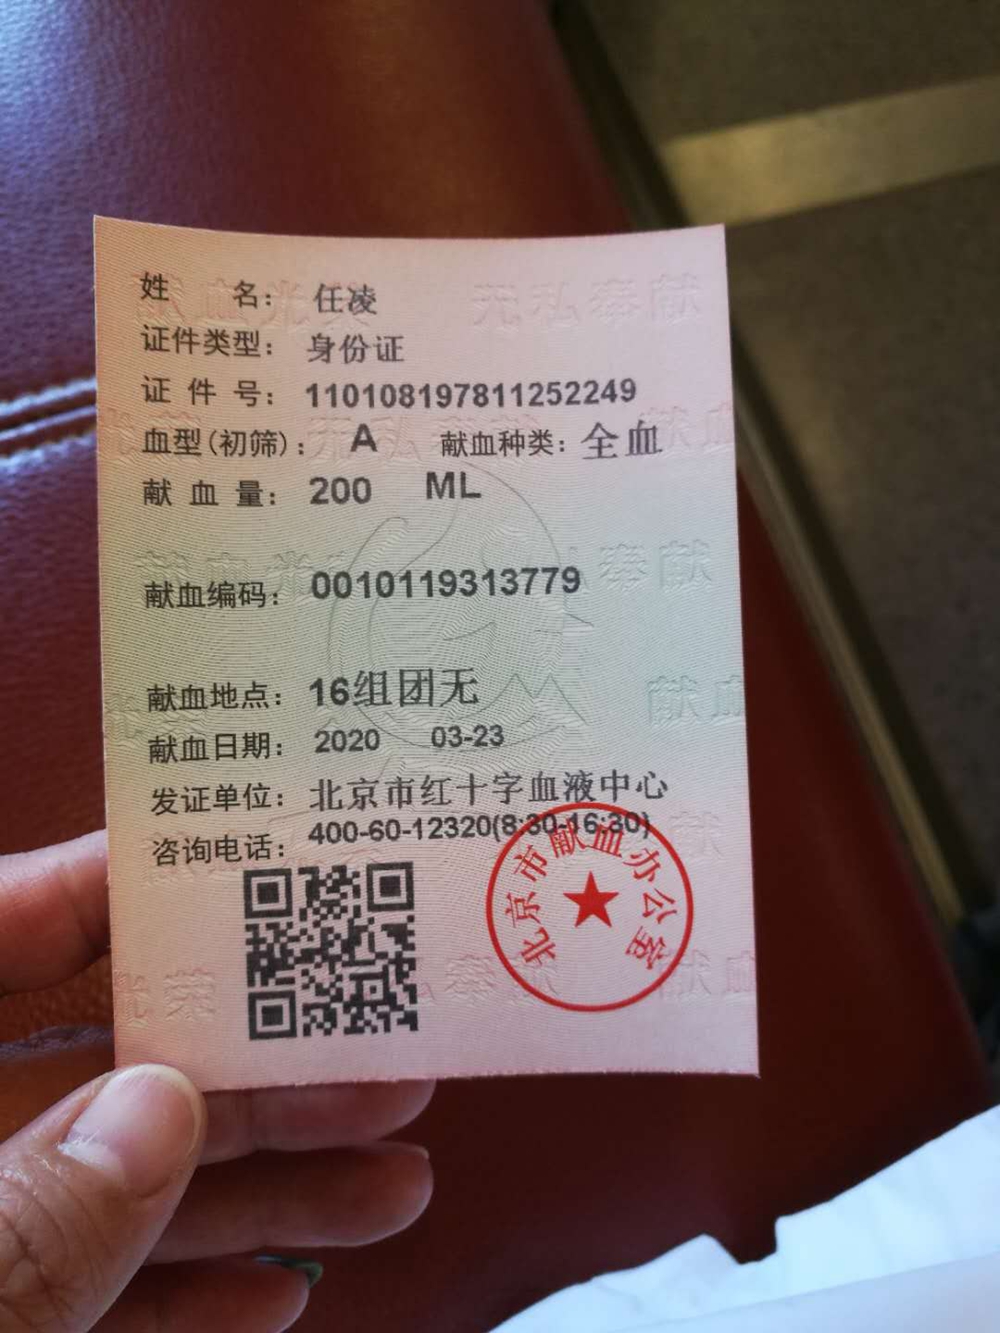 姓 名： 任凌
证件类型： 身份证
证 件 号： 110108197811252249
血型(初筛)： A 献血种类： 全血
献 血 量： 200 ML
献血编码： 0010119313779
献血地点： 16组团无
献血日期： 2020 03-23
发证单位： 北京市红十字血液中心
咨询电话： 400-60-12320(8:30-16:30)
北京市献血办公室
无私奉献